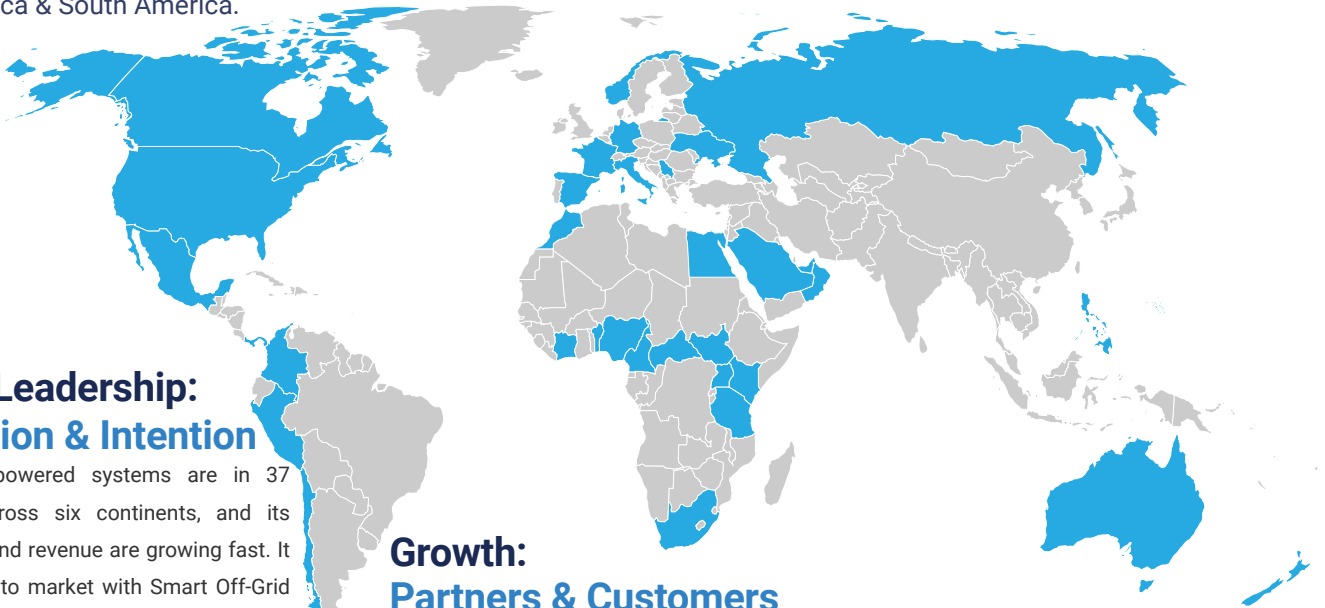 ca & South America.
Leadership:
ion & Intention
powered systems are in 37
ross six continents, and its
nd revenue are growing fast. It
to market with Smart Off-Grid
Growth:
Partners & Customers